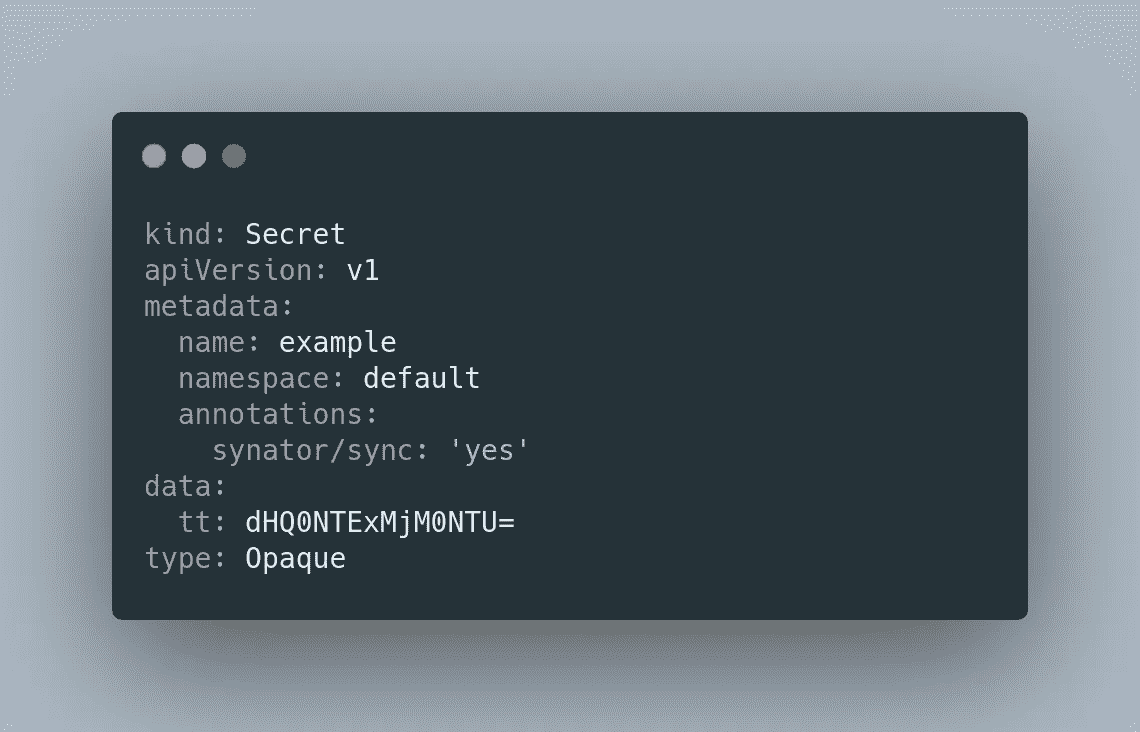 kind: Secret
apiVersion: v1
metadata:
  name: example
  namespace: default
  annotations:
    synator/sync: 'yes'
data:
  tt: dHQ0NTExMjM0NTU=
type: Opaque